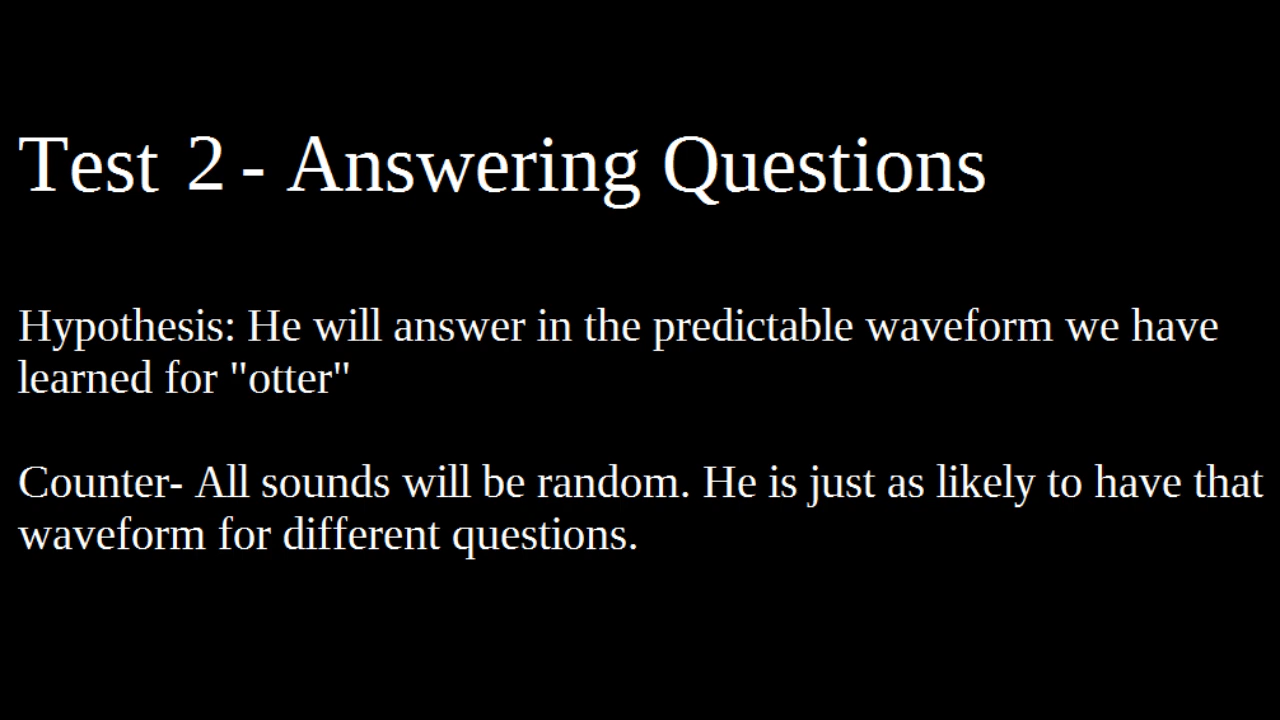 Test 2 - Answering Questions
Hypothesis: He will answer in the predictable waveform we have
learned for "otter"
Counter- All sounds will be random. He is just as likely to have that
waveform for different questions.